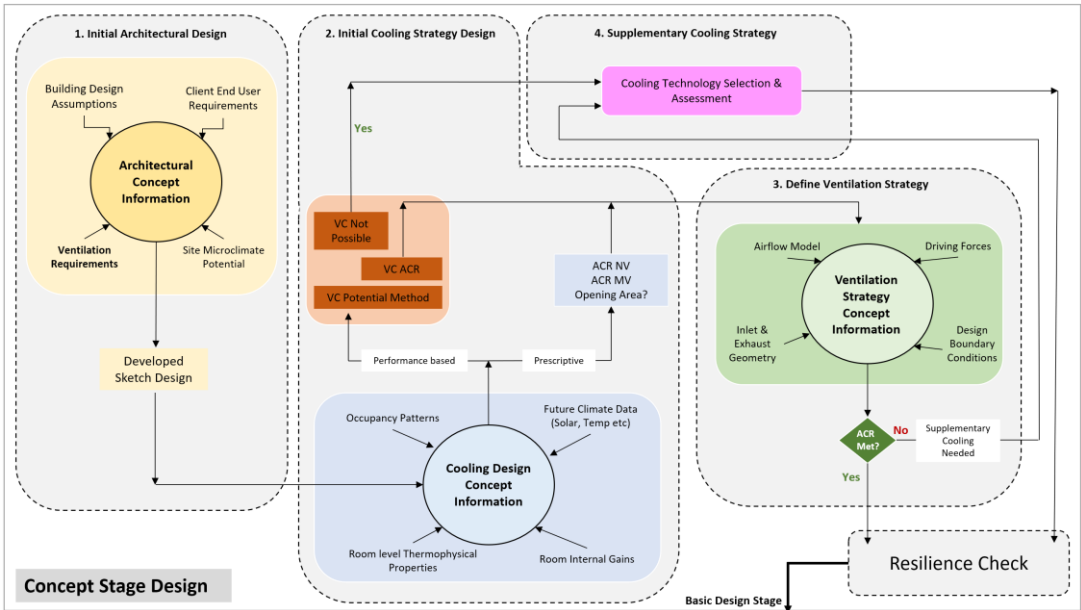 1. Initial Architectural Design
Building Design
Assumptions
Client End User
Requirements
Architectural
Concept
Information
Ventilation
Requirements
Site Microclimate
Potential
Developed
Sketch Design
2. Initial Cooling Strategy Design
Yes
VC Not
Possible
VC ACR
VC Potential Method
ACR NV
ACR MV
Opening Area?
Performance based
Prescriptive
Occupancy Patterns
Future Climate Data
(Solar, Temp etc)
Cooling Design
Concept
Information
Room level Thermophysical
Properties
Room Internal Gains
4. Supplementary Cooling Strategy
Cooling Technology Selection &
Assessment
3. Define Ventilation Strategy
Airflow Model
Driving Forces
Ventilation
Strategy
Concept
Information
Inlet &
Exhaust
Geometry
Design
Boundary
Conditions
ACR
Met?
No
Supplementary
Cooling
Needed
Yes
Resilience Check
Basic Design Stage
Concept Stage Design